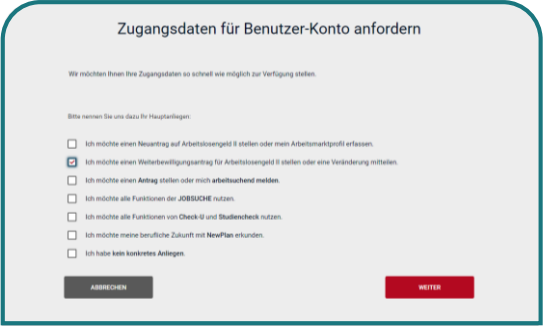 Zugangsdaten für Benutzer-Konto anfordern
Wir möchten Ihnen Ihre Zugangsdaten so schnell wie möglich zur Verfügung stellen.
Bitte nennen Sie uns dazu Ihr Hauptanliegen:
Ich möchte einen Neuantrag auf Arbeitslosengeld II stellen oder mein Arbeitsmarktprofil erfassen.
Ich möchte einen Weiterbewilligungsantrag für Arbeitslosengeld II stellen oder eine Veränderung mitteilen.
Ich möchte einen Antrag stellen oder mich arbeitsuchend melden.
Ich möchte alle Funktionen der JOBSUCHE nutzen.
Ich möchte alle Funktionen von Check-U und Studiencheck nutzen.
Ich möchte meine berufliche Zukunft mit NewPlan erkunden.
Ich habe kein konkretes Anliegen.
ABBRECHEN
WEITER